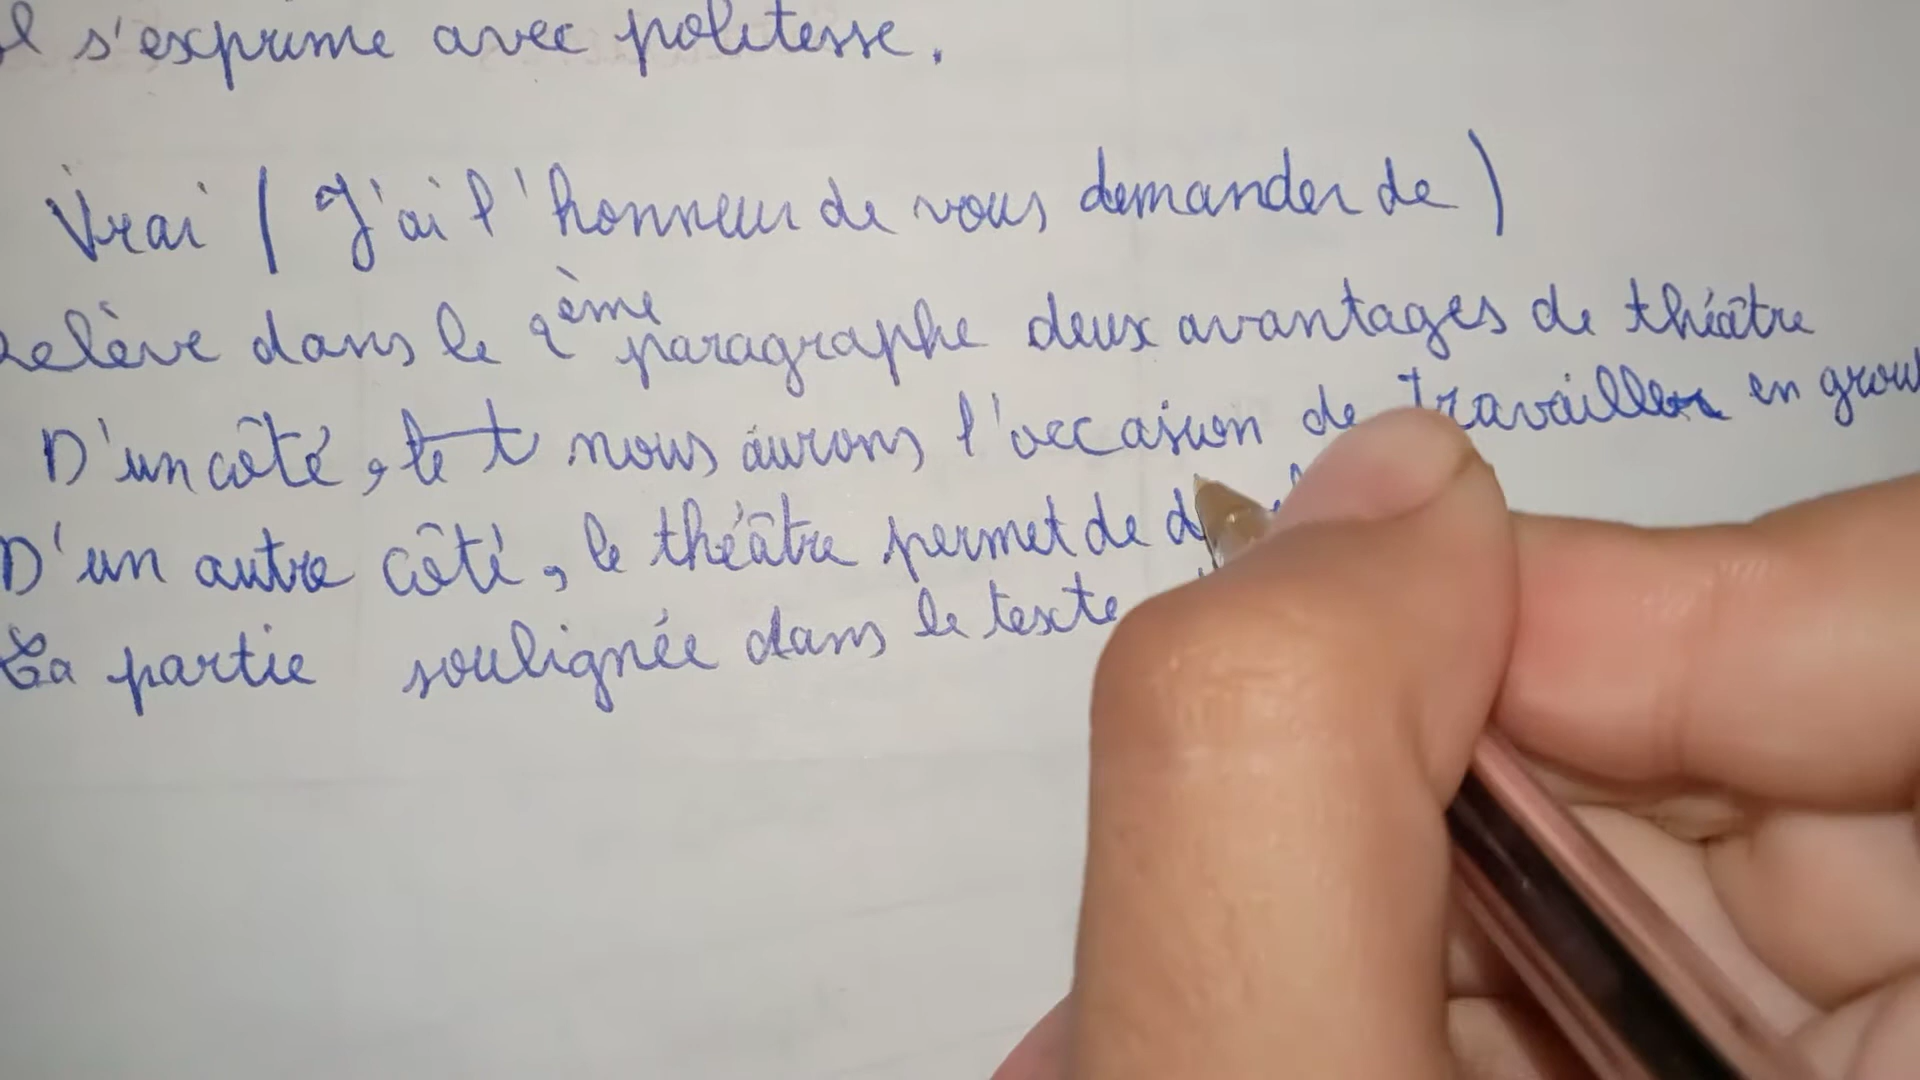 s'exprime avec politesse.
Vrai ( J'ai l'honneur de vous demander de )
relève dans le 2ème paragraphe deux avantages de théâtre
D'un côté, nous aurons l'occasion de travailler en
D'un autre côté, le théâtre permet de
La partie soulignée dans le texte